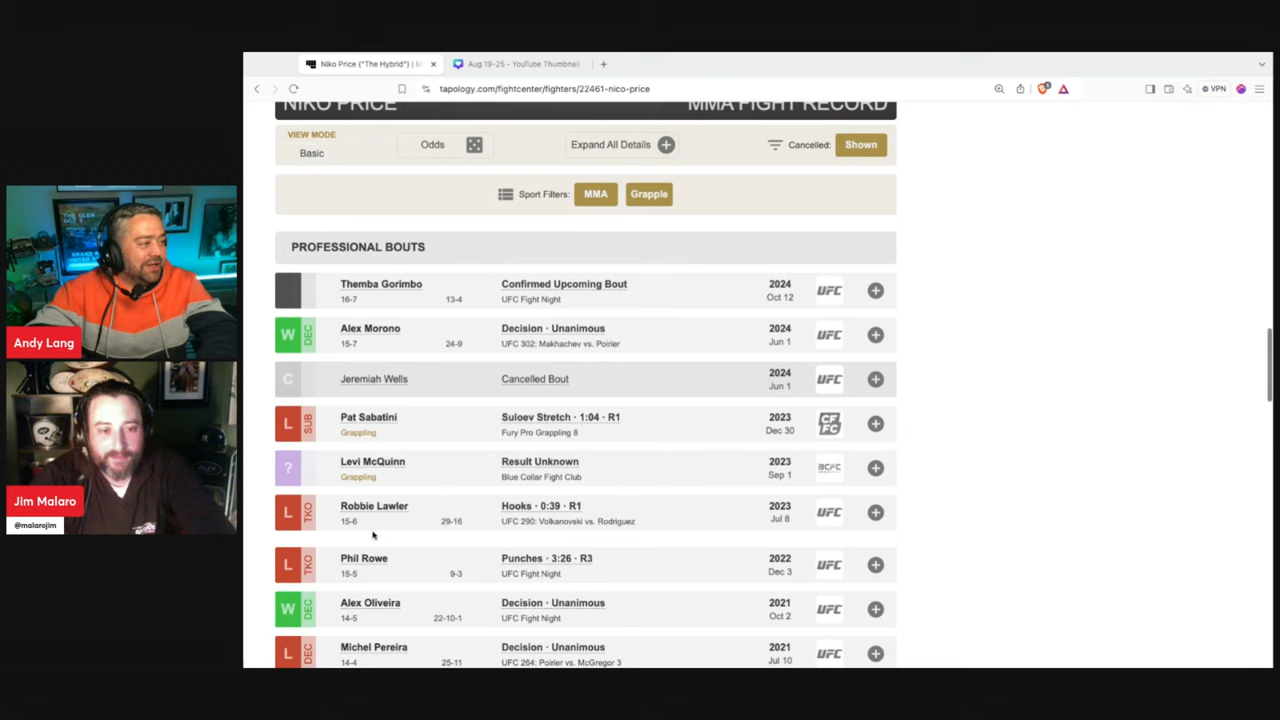 Niko Price ("The Hybrid") | M
Aug 19-25 - YouTube Thumbnail
tapology.com/fightcenter/fighters/22461-nico-price
VPN
NIKO PRICE
MMA FIGHT RECORD
VIEW MODE
Basic
Odds
Expand All Details
Cancelled:
Shown
Sport Filters:
MMA
Grapple
PROFESSIONAL BOUTS
Themba Gorimbo
16-7
13-4
Confirmed Upcoming Bout
UFC Fight Night
2024
Oct 12
UFC
W
DEC
Alex Morono
15-7
24-9
Decision · Unanimous
UFC 302: Makhachev vs. Poirier
2024
Jun 1
UFC
C
Jeremiah Wells
Cancelled Bout
2024
Jun 1
UFC
L
SUB
Pat Sabatini
Grappling
Suloev Stretch · 1:04 · R1
Fury Pro Grappling 8
2023
Dec 30
CFFC
?
Levi McQuinn
Grappling
Result Unknown
Blue Collar Fight Club
2023
Sep 1
BCFC
L
TKO
Robbie Lawler
15-6
29-16
Hooks · 0:39 · R1
UFC 290: Volkanovski vs. Rodriguez
2023
Jul 8
UFC
L
TKO
Phil Rowe
15-5
9-3
Punches · 3:26 · R3
UFC Fight Night
2022
Dec 3
UFC
W
DEC
Alex Oliveira
14-5
22-10-1
Decision · Unanimous
UFC Fight Night
2021
Oct 2
UFC
L
DEC
Michel Pereira
14-4
25-11
Decision · Unanimous
UFC 264: Poirier vs. McGregor 3
2021
Jul 10
UFC
Andy Lang
Jim Malaro
@malarojim